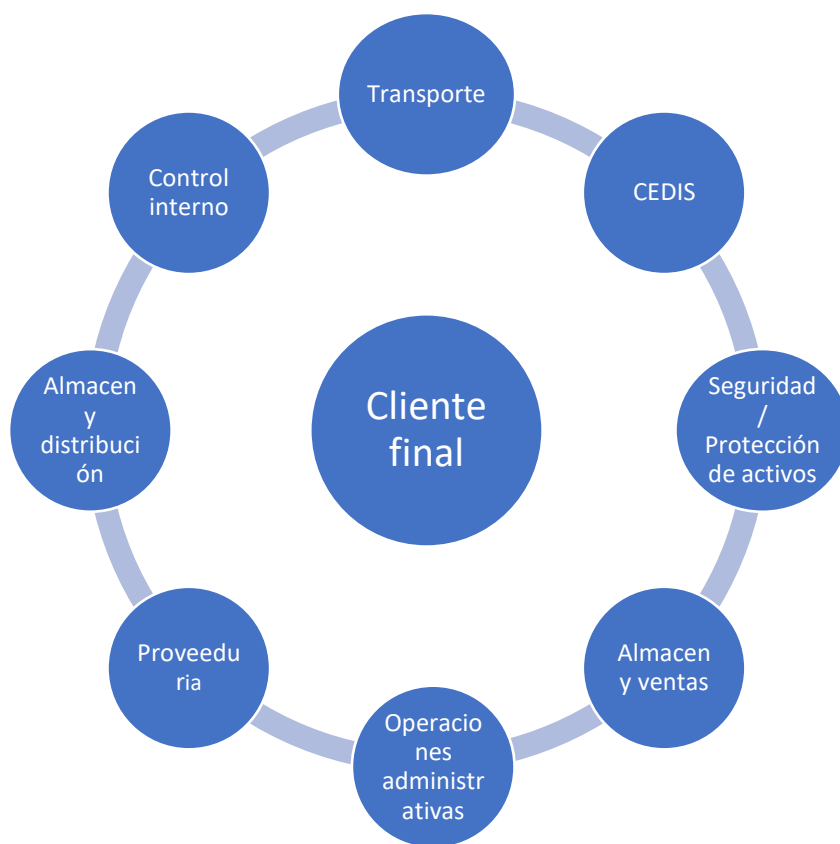 Transporte
CEDIS
Seguridad
/
Protección
de activos
Almacen
y ventas
Operacio
nes
administr
ativas
Proveedu
ria
Almacen
y
distribuci
ón
Control
interno
Cliente
final